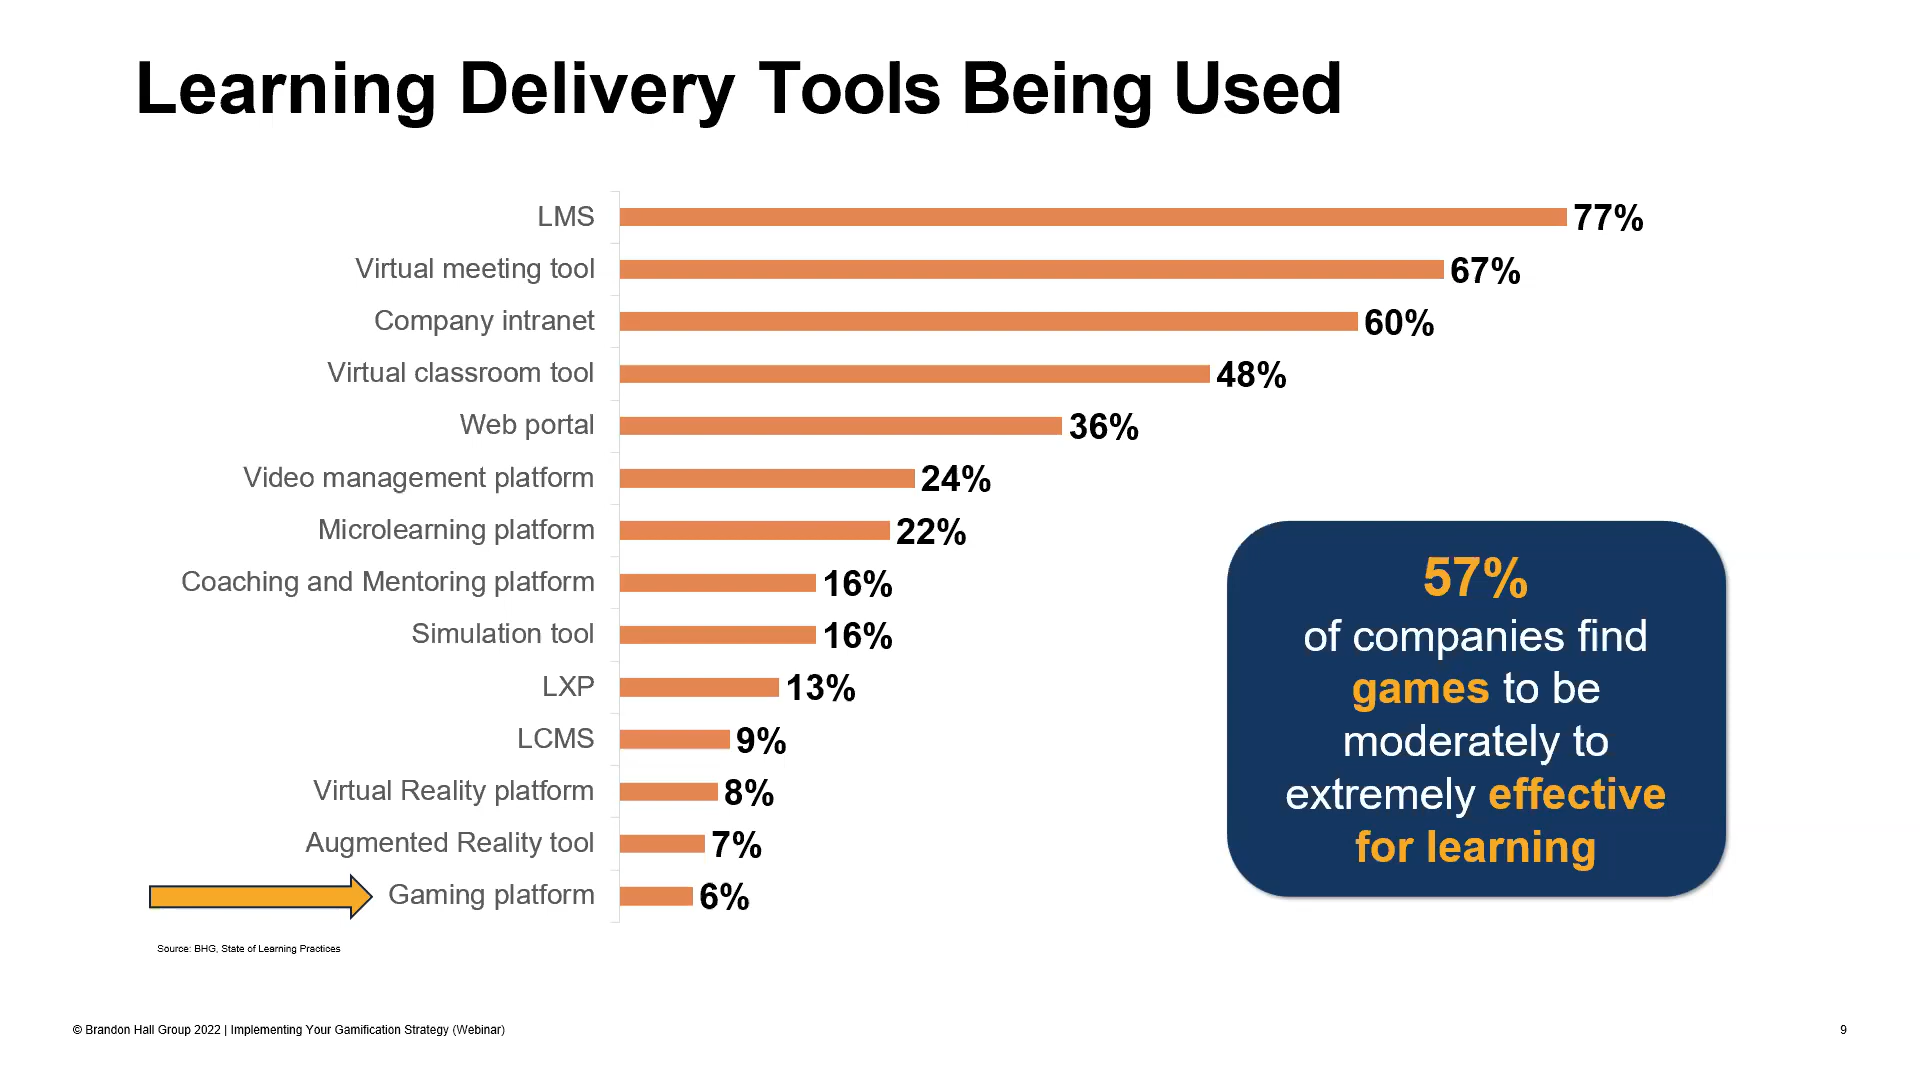 Learning Delivery Tools Being Used
LMS 77%
Virtual meeting tool 67%
Company intranet 60%
Virtual classroom tool 48%
Web portal 36%
Video management platform 24%
Microlearning platform 22%
Coaching and Mentoring platform 16%
Simulation tool 16%
LXP 13%
LCMS 9%
Virtual Reality platform 8%
Augmented Reality tool 7%
Gaming platform 6%
57%
of companies find
games to be
moderately to
extremely effective
for learning
Source: BHG, State of Learning Practices
© Brandon Hall Group 2022 | Implementing Your Gamification Strategy (Webinar)
9